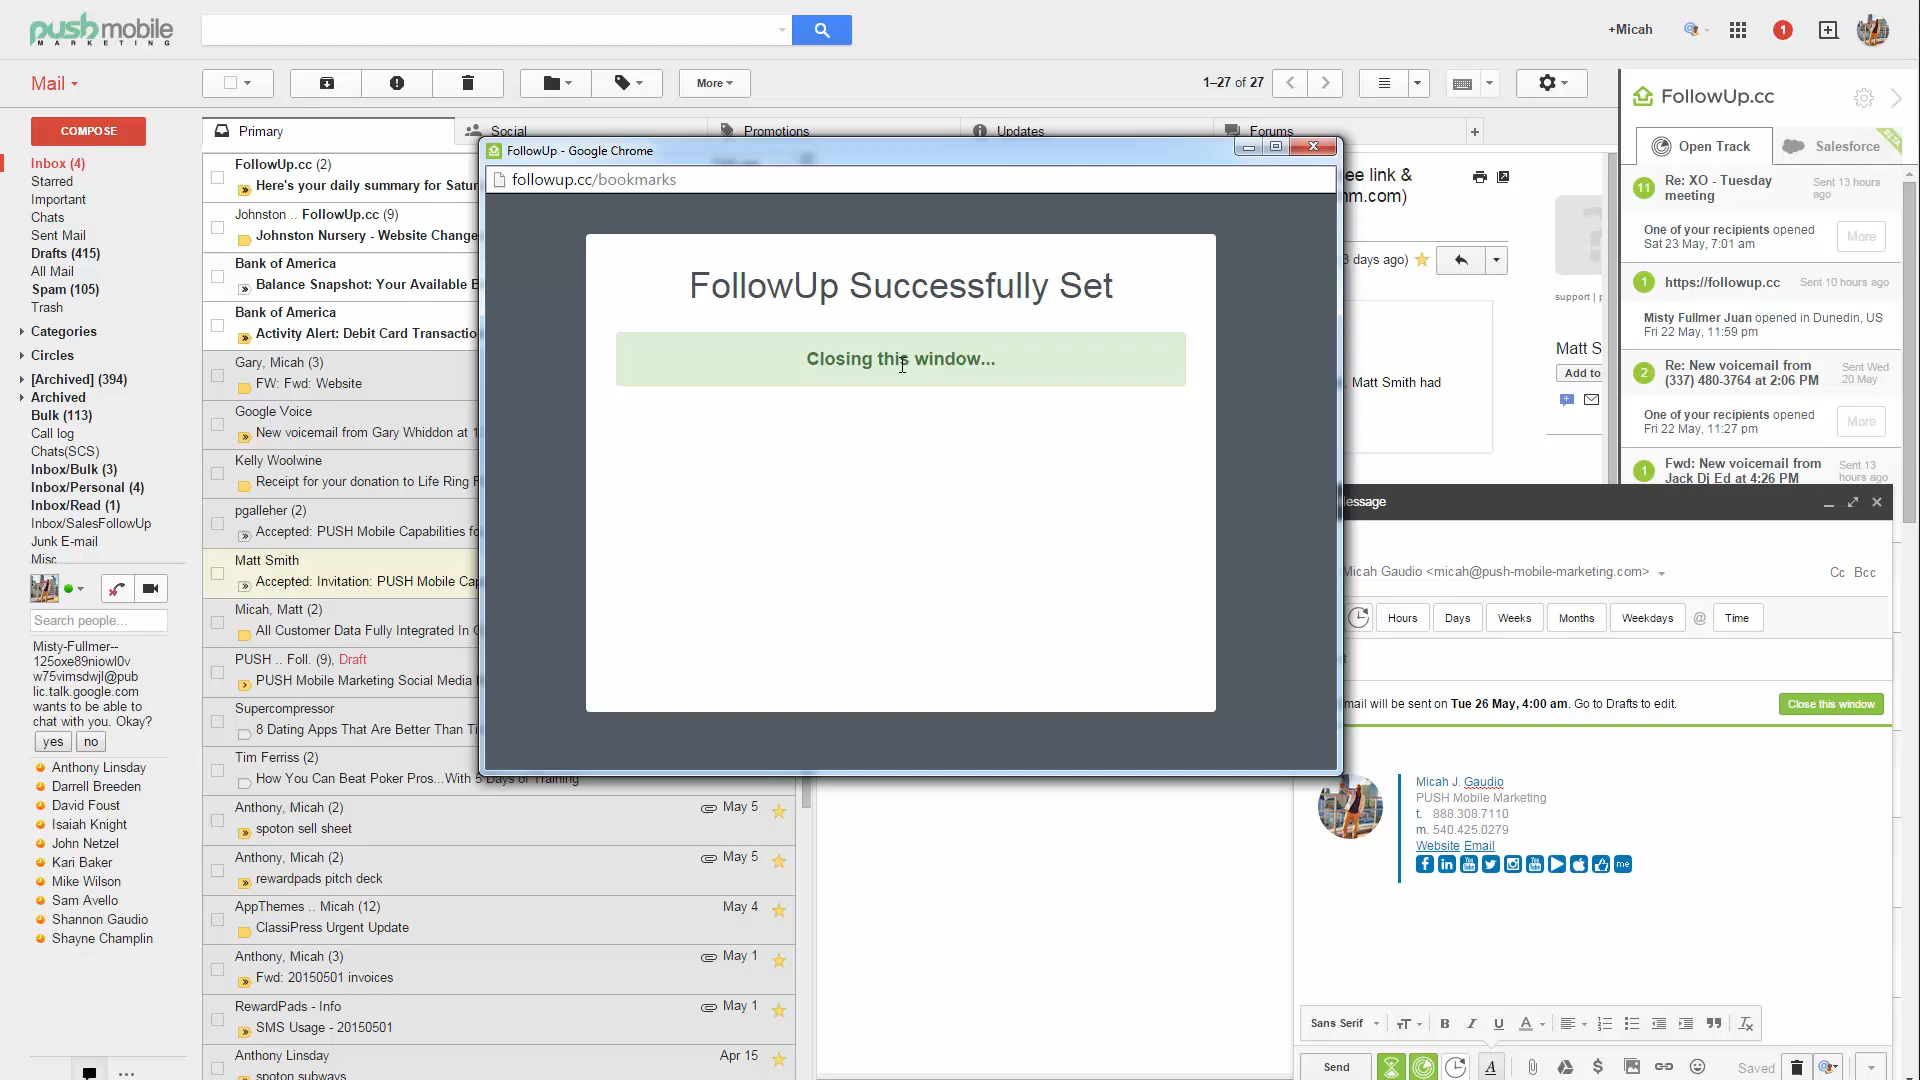 push mobile
MARKETING
+Micah
1
Mail
More
1–27 of 27
COMPOSE
Inbox (4)
Starred
Important
Chats
Sent Mail
Drafts (415)
All Mail
Spam (105)
Trash
Categories
Circles
[Archived] (394)
Archived
Bulk (113)
Call log
Chats(SCS)
Inbox/Bulk (3)
Inbox/Personal (4)
Inbox/Read (1)
Inbox/SalesFollowUp
Junk E-mail
Misc
Search people...
Misty-Fullmer--
125oxe89niowl0v
w75vimsdwjl@pub
lic.talk.google.com
wants to be able to
chat with you. Okay?
yes no
Anthony Linsday
Darrell Breeden
David Foust
Isaiah Knight
John Netzel
Kari Baker
Mike Wilson
Sam Avello
Shannon Gaudio
Shayne Champlin
Primary
Social
Promotions
Updates
Forums
FollowUp.cc (2)
Here's your daily summary for Satur
Johnston .. FollowUp.cc (9)
Johnston Nursery - Website Change
Bank of America
Balance Snapshot: Your Available B
Bank of America
Activity Alert: Debit Card Transactio
Gary, Micah (3)
FW: Fwd: Website
Google Voice
New voicemail from Gary Whiddon at 1
Kelly Woolwine
Receipt for your donation to Life Ring F
pgalleher (2)
Accepted: PUSH Mobile Capabilities fo
Matt Smith
Accepted: Invitation: PUSH Mobile Cap
Micah, Matt (2)
All Customer Data Fully Integrated In
PUSH .. Foll. (9), Draft
PUSH Mobile Marketing Social Media
Supercompressor
8 Dating Apps That Are Better Than Ti
Tim Ferriss (2)
How You Can Beat Poker Pros...With 5 Days of Training
Anthony, Micah (2) May 5
spoton sell sheet
Anthony, Micah (2) May 5
rewardpads pitch deck
AppThemes .. Micah (12) May 4
ClassiPress Urgent Update
Anthony, Micah (3) May 1
Fwd: 20150501 invoices
RewardPads - Info May 1
SMS Usage - 20150501
Anthony Linsday Apr 15
spoton subways
FollowUp - Google Chrome
followup.cc/bookmarks
FollowUp Successfully Set
Closing this window...
ee link &
nm.com)
3 days ago)
support | p
. Matt Smith had
Matt S
Add to
FollowUp.cc
Open Track
Salesforce
BETA
11 Re: XO - Tuesday meeting Sent 13 hours ago
One of your recipients opened
Sat 23 May, 7:01 am
More
1 https://followup.cc Sent 10 hours ago
Misty Fullmer Juan opened in Dunedin, US
Fri 22 May, 11:59 pm
2 Re: New voicemail from (337) 480-3764 at 2:06 PM Sent Wed 20 May
One of your recipients opened
Fri 22 May, 11:27 pm
More
1 Fwd: New voicemail from Jack Dj Ed at 4:26 PM Sent 13 hours ago
lessage
Micah Gaudio <micah@push-mobile-marketing.com>
Cc Bcc
Hours Days Weeks Months Weekdays @ Time
t
mail will be sent on Tue 26 May, 4:00 am. Go to Drafts to edit.
Close this window
Micah J. Gaudio
PUSH Mobile Marketing
t. 888.308.7110
m. 540.425.0279
Website Email
me
Sans Serif
Send
Saved